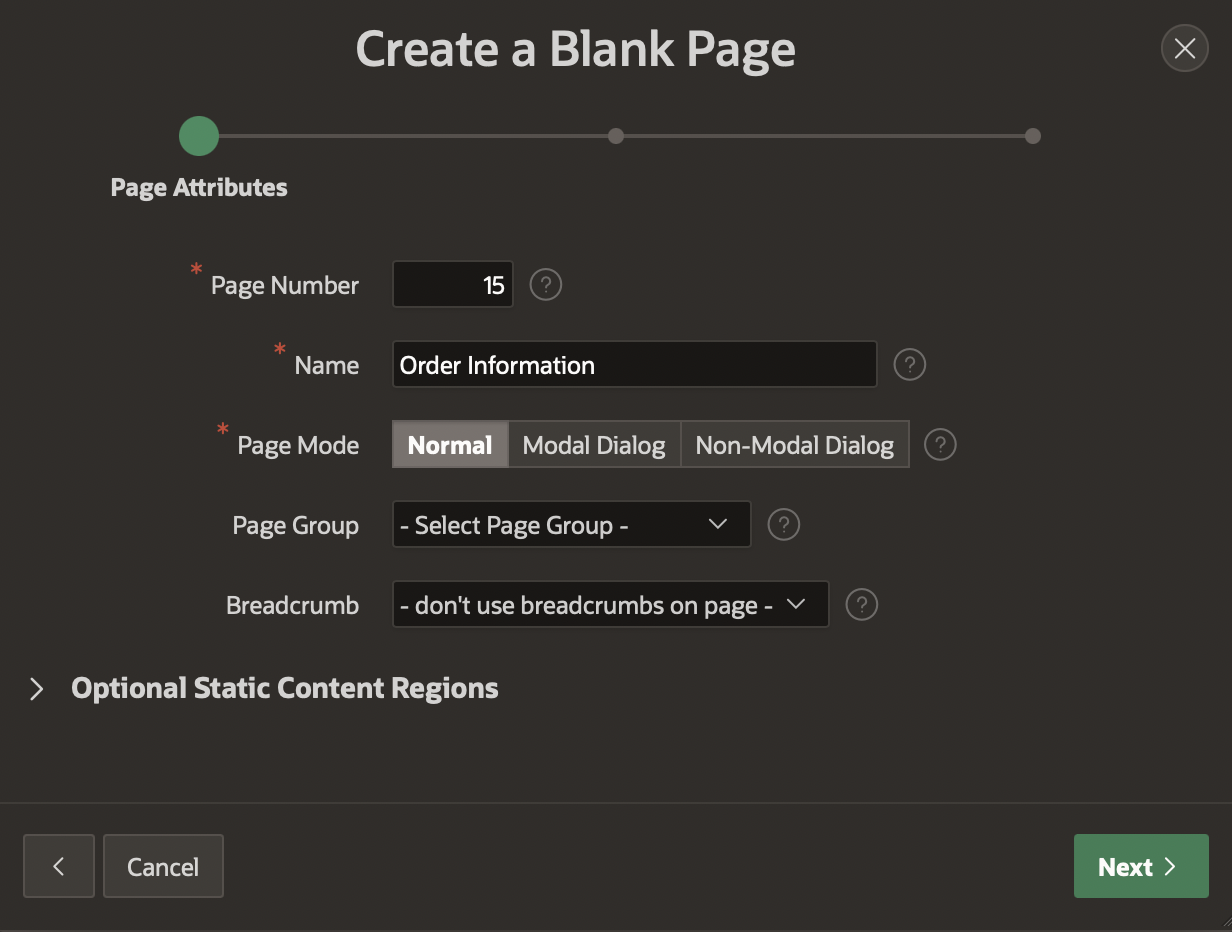 Create a Blank Page
Page Attributes
* Page Number 15 ?
* Name Order Information ?
* Page Mode Normal Modal Dialog Non-Modal Dialog ?
Page Group - Select Page Group - ?
Breadcrumb - don't use breadcrumbs on page - ?
Optional Static Content Regions
Cancel Next